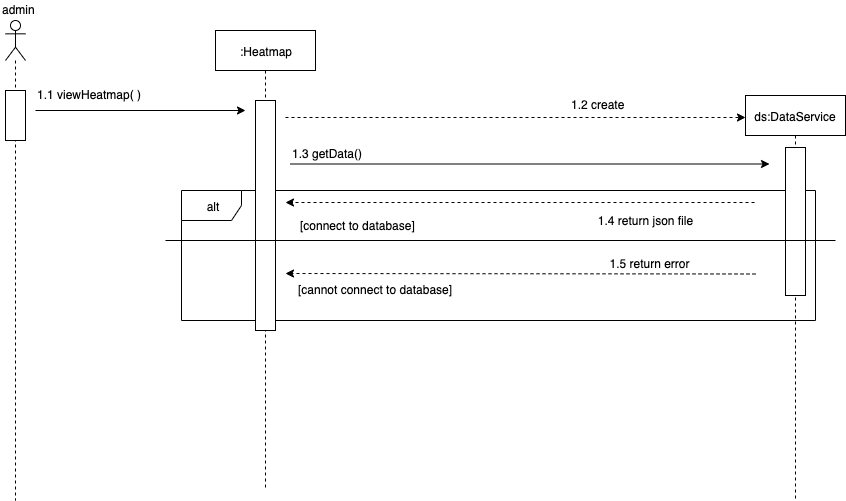 admin
:Heatmap
1.1 viewHeatmap( )
1.2 create
ds:DataService
1.3 getData()
alt
[connect to database]
1.4 return json file
1.5 return error
[cannot connect to database]